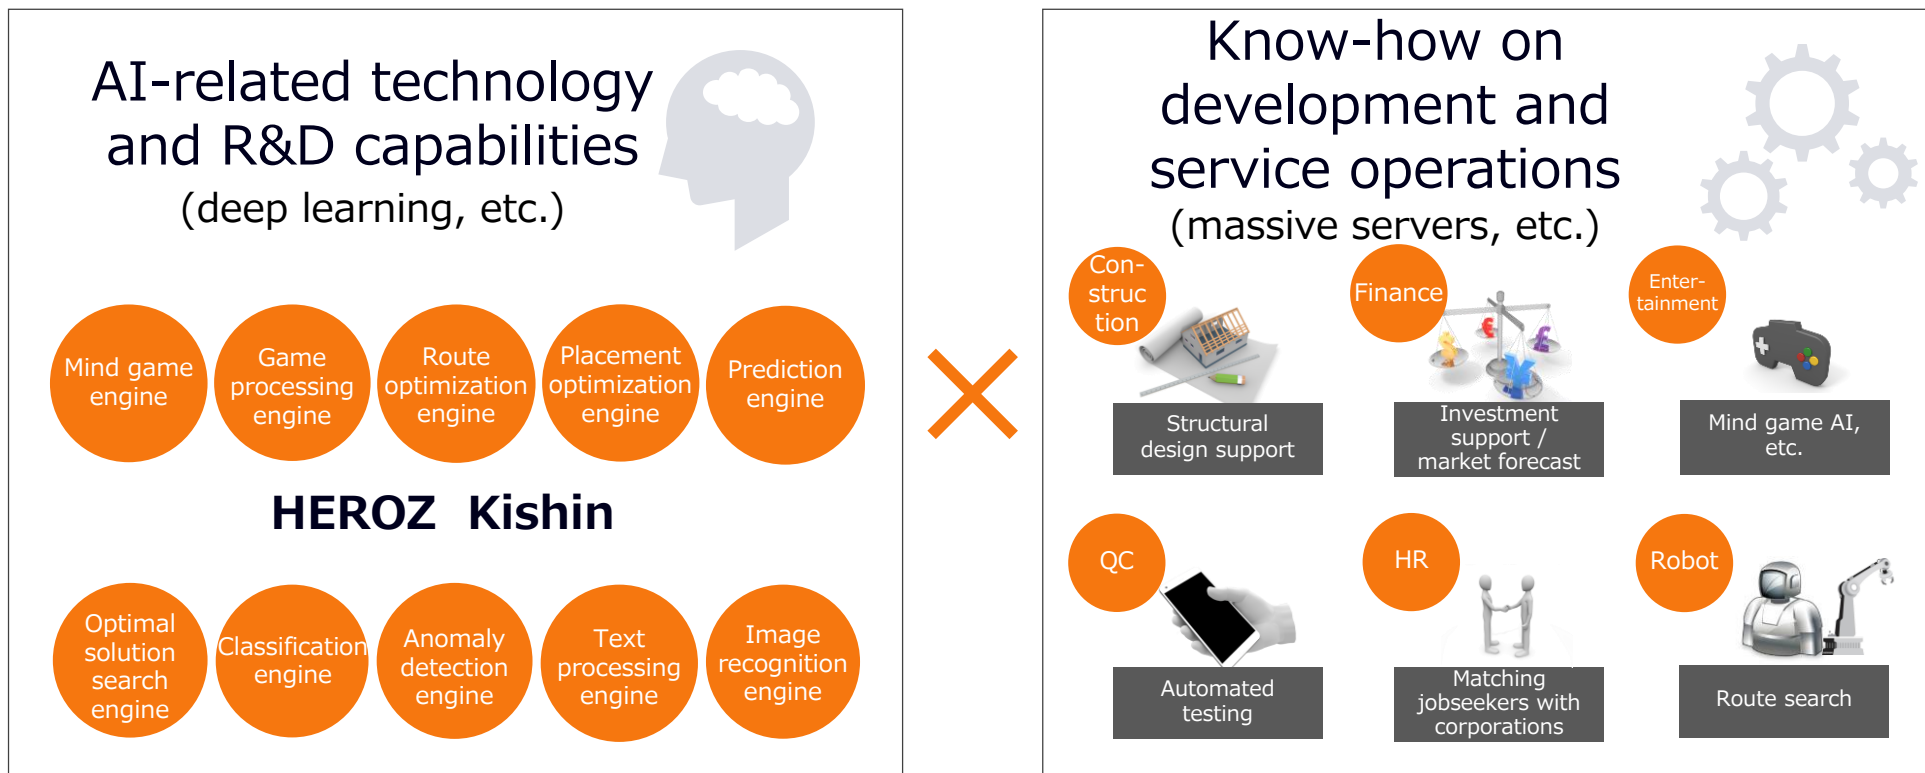 AI-related technology
and R&D capabilities
(deep learning, etc.)
Mind game
engine
Game
processing
engine
Route
optimization
engine
Placement
optimization
engine
Prediction
engine
HEROZ Kishin
Optimal
solution
search
engine
Classification
engine
Anomaly
detection
engine
Text
processing
engine
Image
recognition
engine
Know-how on
development and
service operations
(massive servers, etc.)
Con-
struc
tion
Structural
design support
Finance
$
€
£
¥
Investment
support /
market forecast
Enter-
tainment
Mind game AI,
etc.
QC
Automated
testing
HR
Matching
jobseekers with
corporations
Robot
Route search